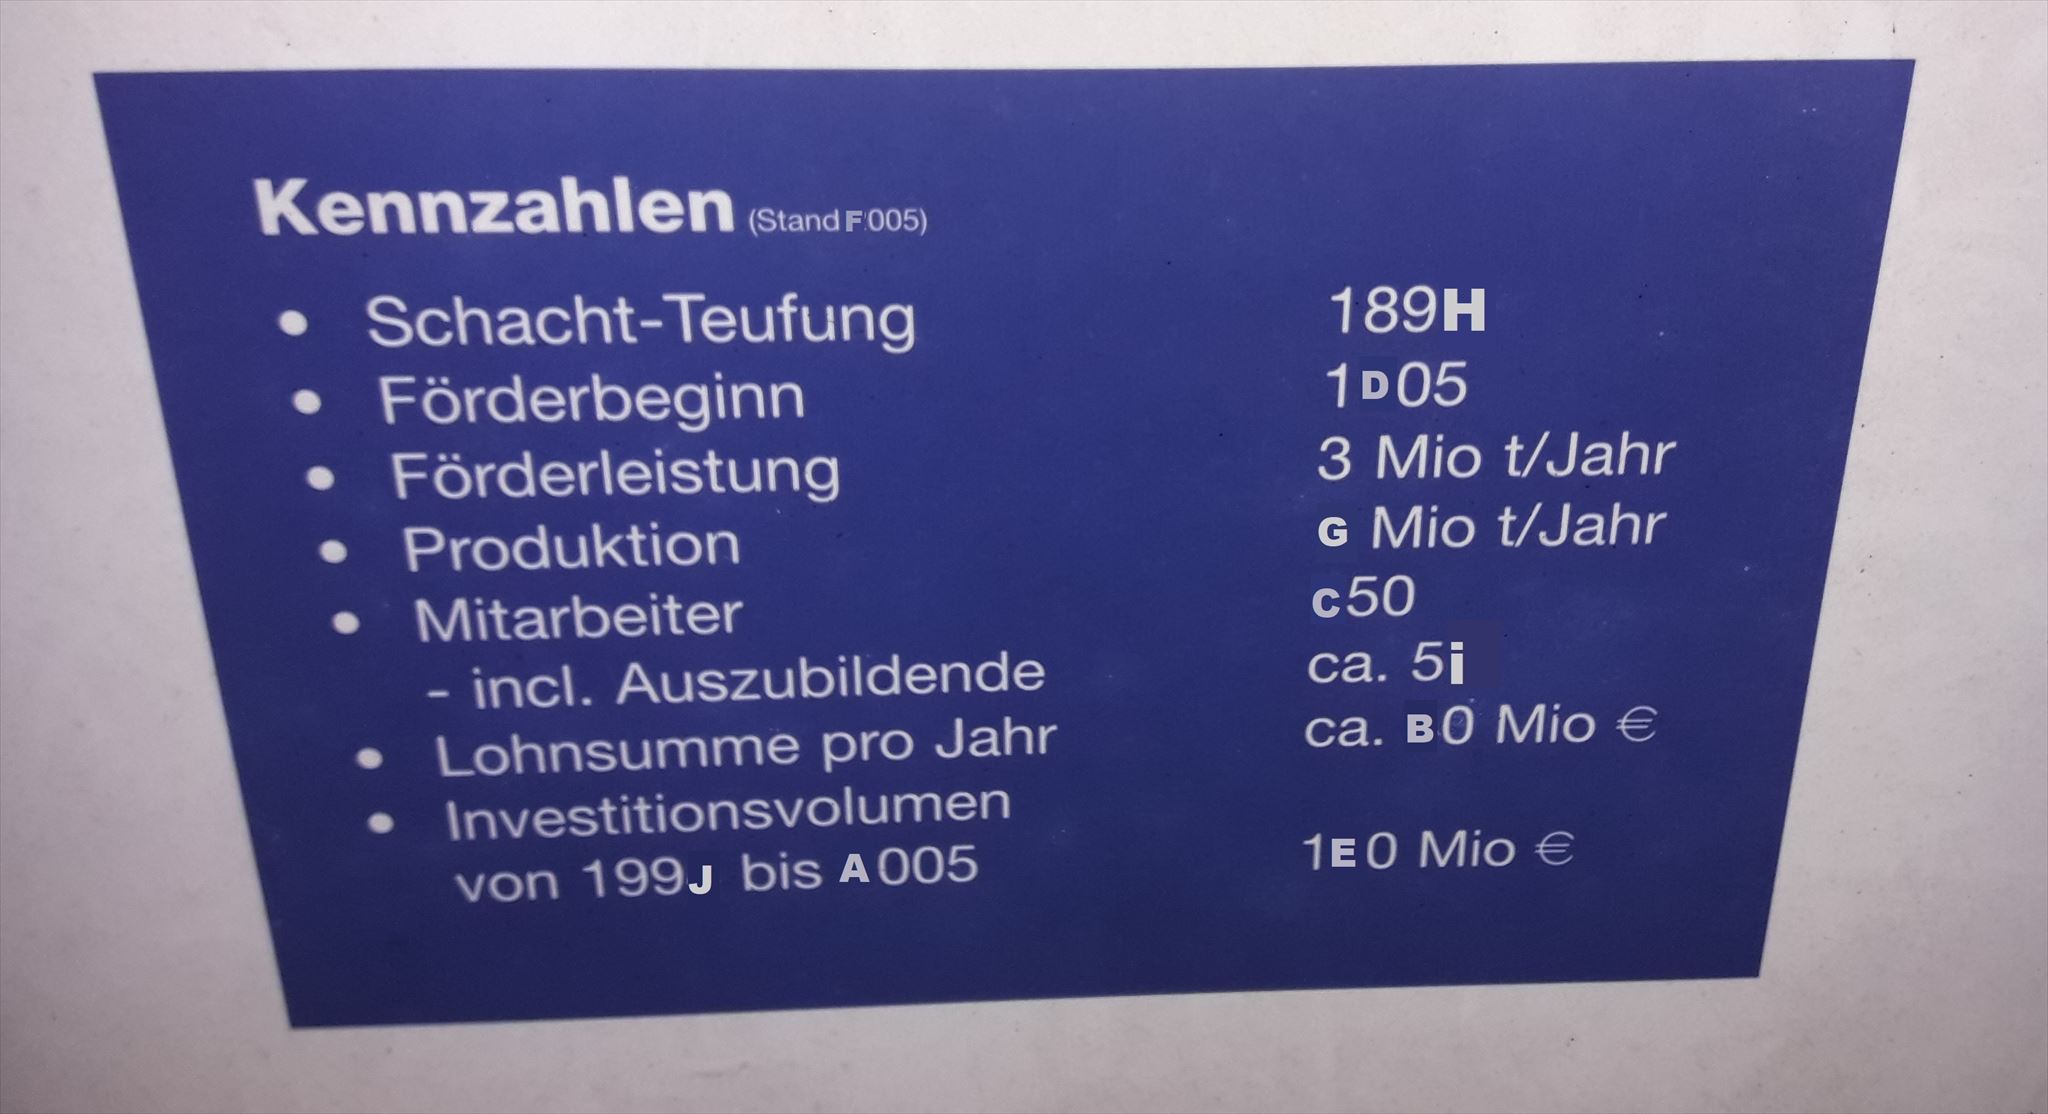 Kennzahlen (Stand F005)
• Schacht-Teufung 189H
• Förderbeginn 1D05
• Förderleistung 3 Mio t/Jahr
• Produktion G Mio t/Jahr
• Mitarbeiter C50
- incl. Auszubildende ca. 5i
• Lohnsumme pro Jahr ca. B0 Mio €
• Investitionsvolumen
von 199J bis A005 1E0 Mio €